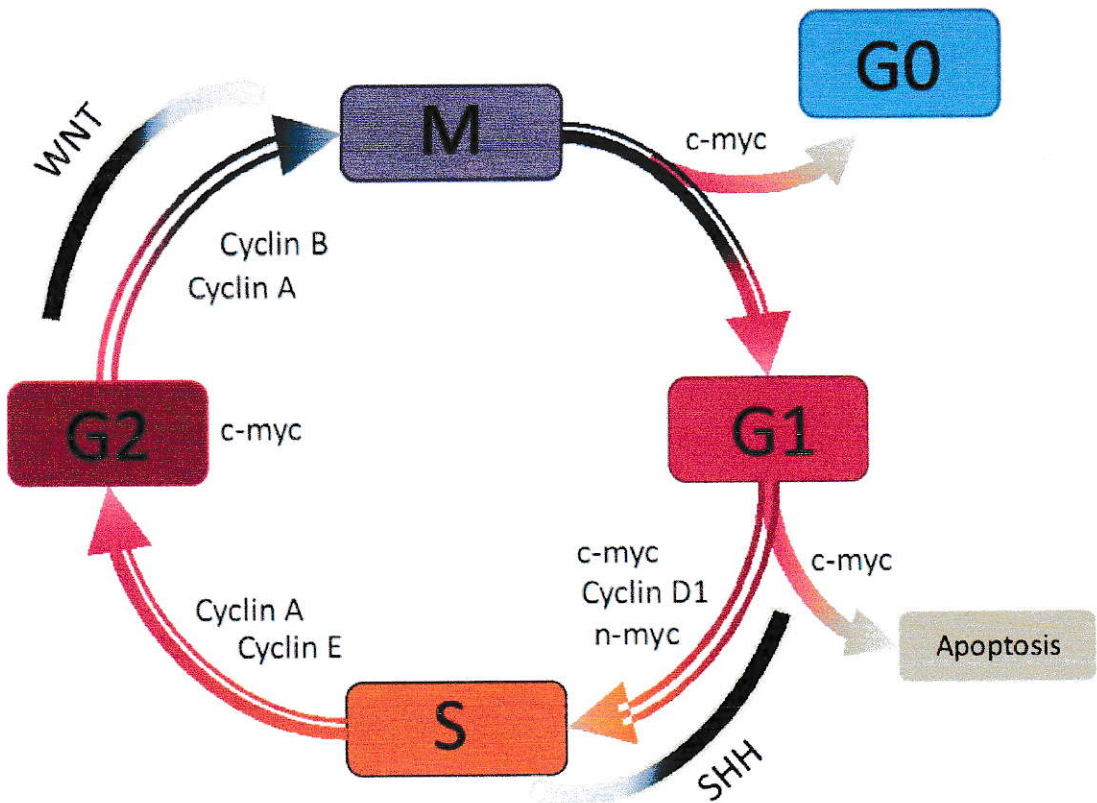 G0
WNT
M
c-myc
Cyclin B
Cyclin A
G2
c-myc
G1
c-myc
Cyclin D1
n-myc
c-myc
Cyclin A
Cyclin E
Apoptosis
S
SHH